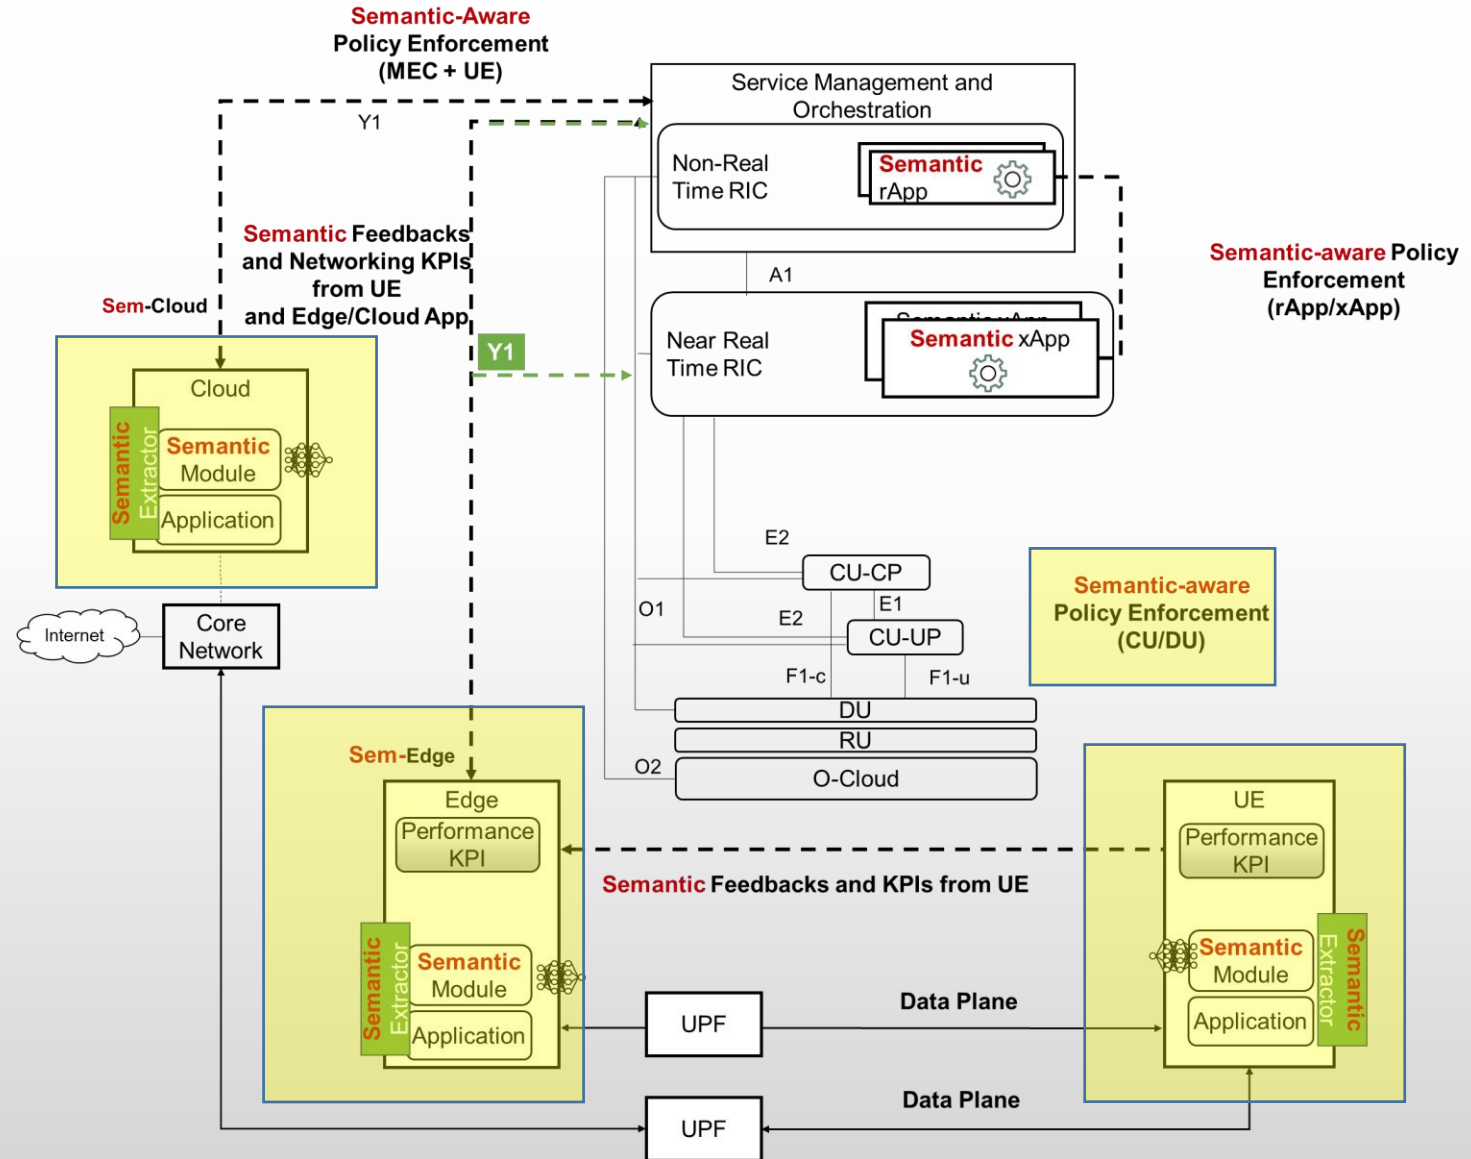 Semantic-Aware
Policy Enforcement
(MEC + UE)
Y1
Service Management and
Orchestration
Non-Real
Time RIC
Semantic
rApp
Semantic Feedbacks
and Networking KPIs
from UE
and Edge/Cloud App
Semantic-aware Policy
Enforcement
(rApp/xApp)
A1
Sem-Cloud
Y1
Near Real
Time RIC
Semantic xApp
Semantic xApp
Cloud
Semantic
Extractor
Semantic
Module
Application
E2
CU-CP
E1
O1
E2
CU-UP
F1-c
F1-u
Semantic-aware
Policy Enforcement
(CU/DU)
Internet
Core
Network
DU
RU
O2
O-Cloud
Sem-Edge
Edge
Performance
KPI
UE
Performance
KPI
Semantic Feedbacks and KPIs from UE
Semantic
Extractor
Semantic
Module
Application
Semantic
Module
Application
Semantic
Extractor
UPF
Data Plane
UPF
Data Plane